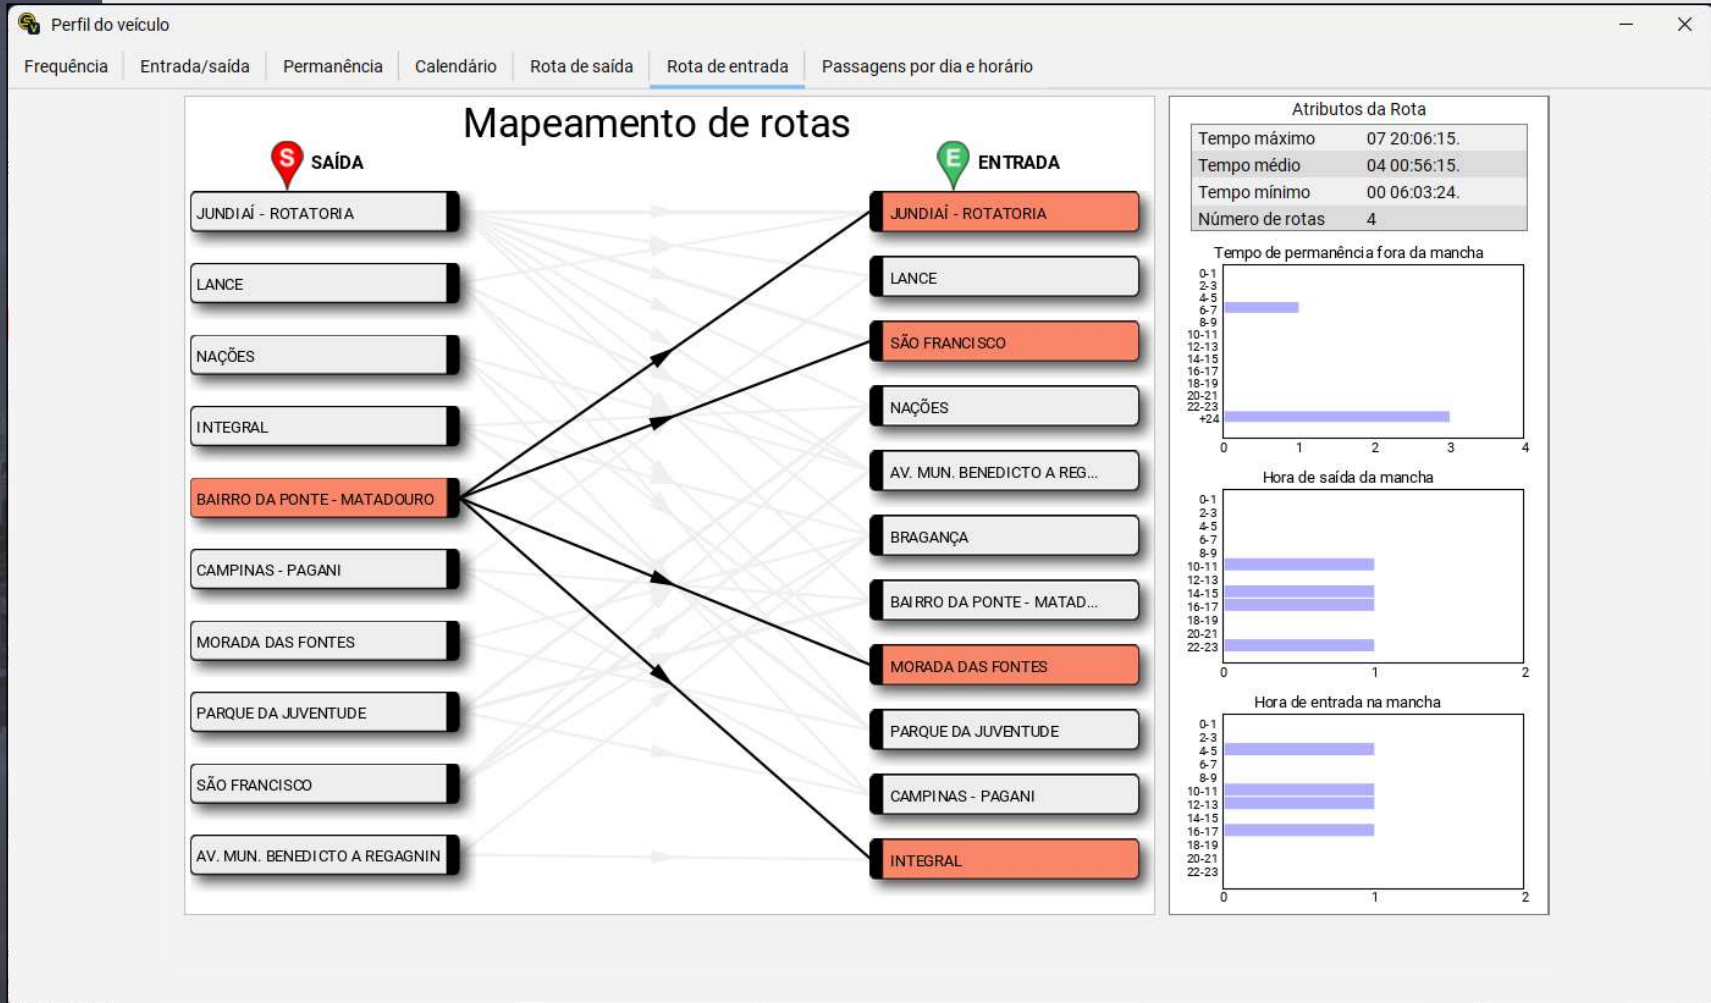 Perfil do veículo
Frequência
Entrada/saída
Permanência
Calendário
Rota de saída
Rota de entrada
Passagens por dia e horário
Mapeamento de rotas
S
SAÍDA
E
ENTRADA
JUNDIAÍ - ROTATORIA
LANCE
NAÇÕES
INTEGRAL
BAIRRO DA PONTE - MATADOURO
CAMPINAS - PAGANI
MORADA DAS FONTES
PARQUE DA JUVENTUDE
SÃO FRANCISCO
AV. MUN. BENEDICTO A REGAGNIN
JUNDIAÍ - ROTATORIA
LANCE
SÃO FRANCISCO
NAÇÕES
AV. MUN. BENEDICTO A REG...
BRAGANÇA
BAIRRO DA PONTE - MATAD...
MORADA DAS FONTES
PARQUE DA JUVENTUDE
CAMPINAS - PAGANI
INTEGRAL
Atributos da Rota
Tempo máximo 07 20:06:15.
Tempo médio 04 00:56:15.
Tempo mínimo 00 06:03:24.
Número de rotas 4
Tempo de permanência fora da mancha
0-1
2-3
4-5
6-7
8-9
10-11
12-13
14-15
16-17
18-19
20-21
22-23
+24
0 1 2 3 4
Hora de saída da mancha
0-1
2-3
4-5
6-7
8-9
10-11
12-13
14-15
16-17
18-19
20-21
22-23
0 1 2
Hora de entrada na mancha
0-1
2-3
4-5
6-7
8-9
10-11
12-13
14-15
16-17
18-19
20-21
22-23
0 1 2